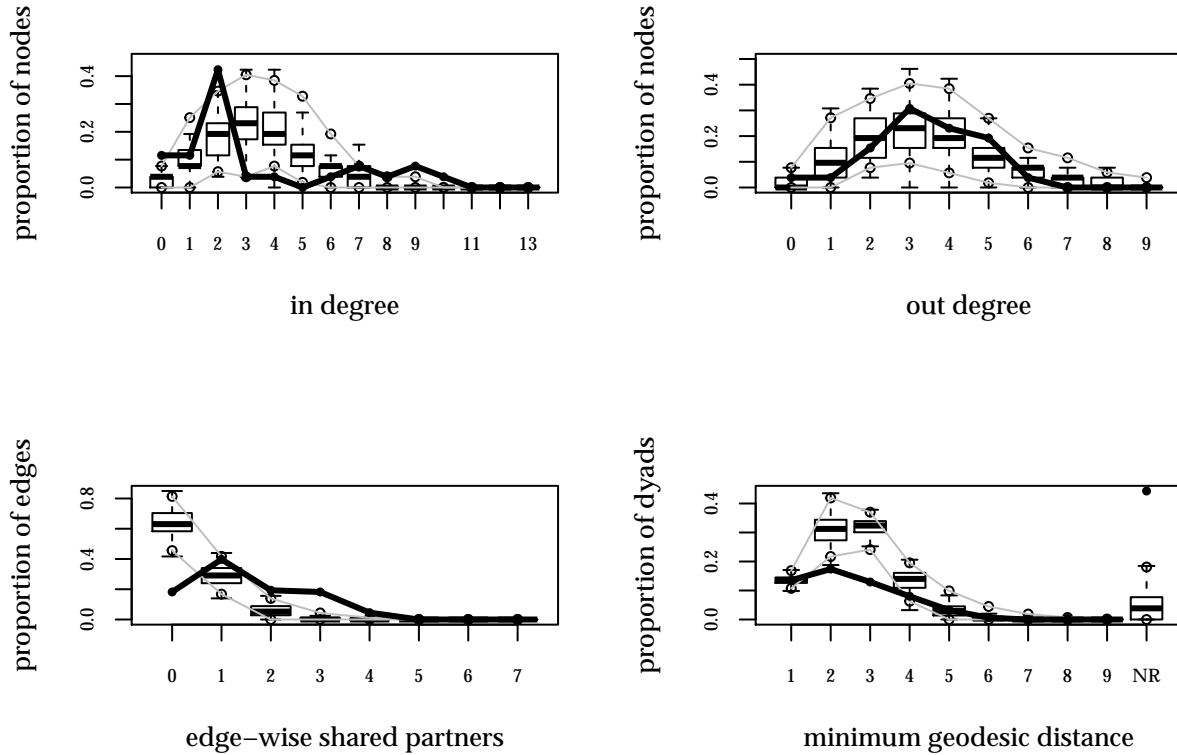 proportion of nodes
0.0 0.2 0.4
0 1 2 3 4 5 6 7 8 9 11 13
in degree
proportion of nodes
0.0 0.2 0.4
0 1 2 3 4 5 6 7 8 9
out degree
proportion of edges
0.0 0.4 0.8
0 1 2 3 4 5 6 7
edge−wise shared partners
proportion of dyads
0.0 0.2 0.4
1 2 3 4 5 6 7 8 9 NR
minimum geodesic distance